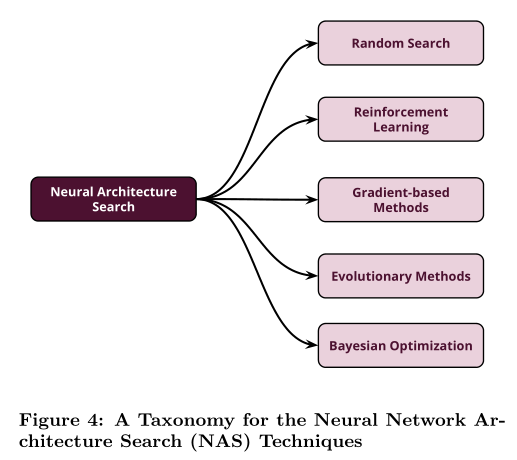 Random Search
Reinforcement
Learning
Neural Architecture
Search
Gradient-based
Methods
Evolutionary Methods
Bayesian Optimization
Figure 4: A Taxonomy for the Neural Network Ar-
chitecture Search (NAS) Techniques